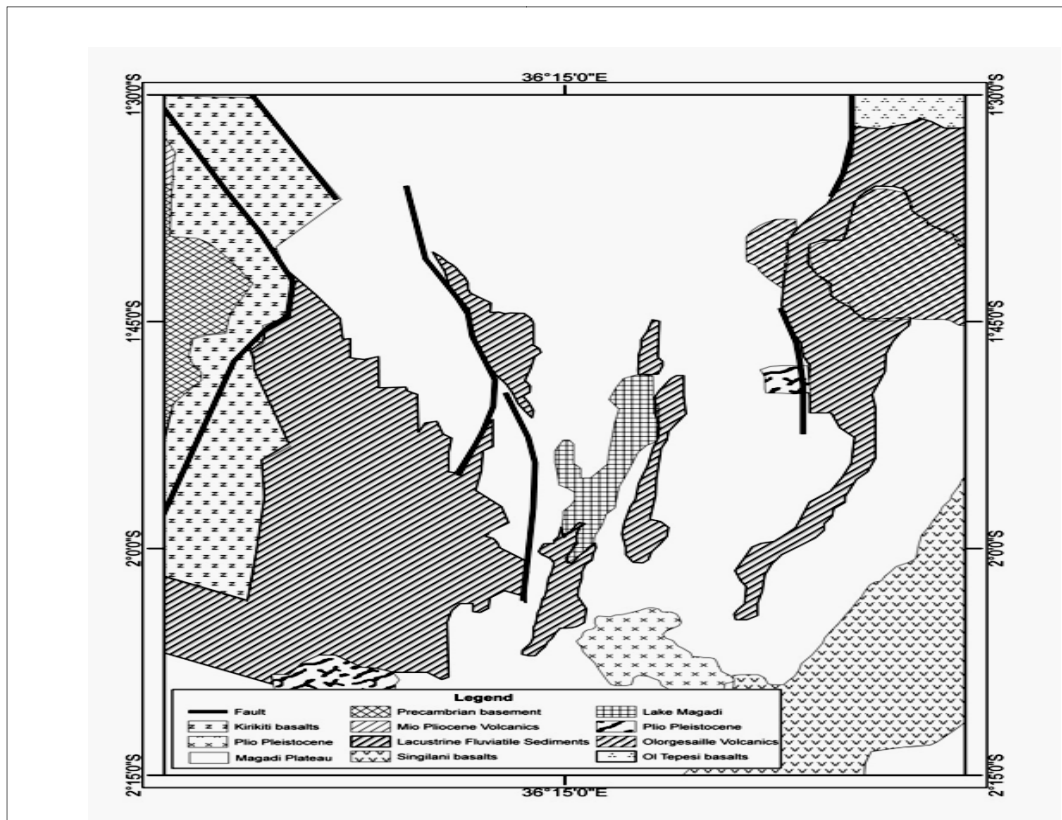 36°15'0"E
1°30'0"S
1°30'0"S
1°45'0"S
1°45'0"S
2°0'0"S
2°0'0"S
2°15'0"S
2°15'0"S
Legend
Fault
Precambrian basement
Lake Magadi
Kirikiti basalts
Mio Pliocene Volcanics
Plio Pleistocene
Plio Pleistocene
Lacustrine Fluviatile Sediments
Olorgesaille Volcanics
Magadi Plateau
Singilani basalts
Ol Tepesi basalts
36°15'0"E